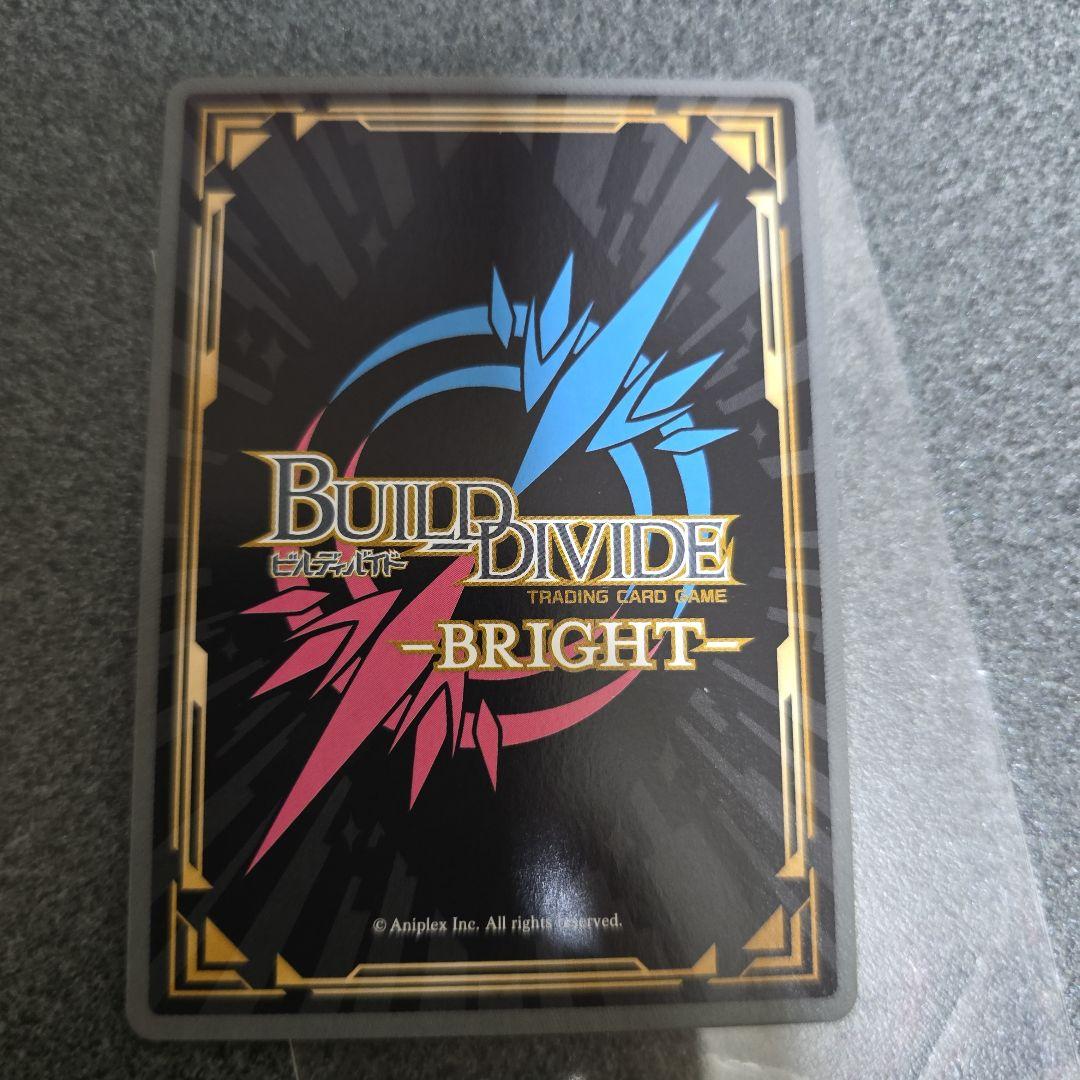 BUILD DIVIDE
ビルディバイド
TRADING CARD GAME
-BRIGHT-
© Aniplex Inc. All rights reserved.